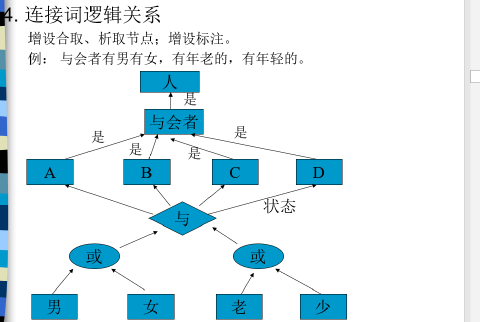 4. 连接词逻辑关系
增设合取、析取节点；增设标注。
例： 与会者有男有女，有年老的，有年轻的。
人
是
与会者
是
是
是
是
A
B
C
D
与
状态
或
或
男
女
老
少